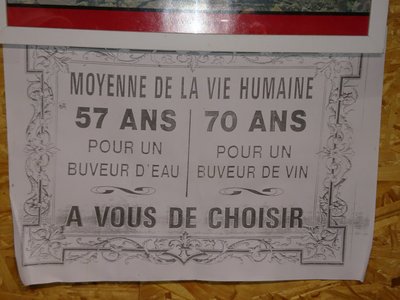 MOYENNE DE LA VIE HUMAINE
57 ANS
POUR UN
BUVEUR D'EAU
70 ANS
POUR UN
BUVEUR DE VIN
A VOUS DE CHOISIR